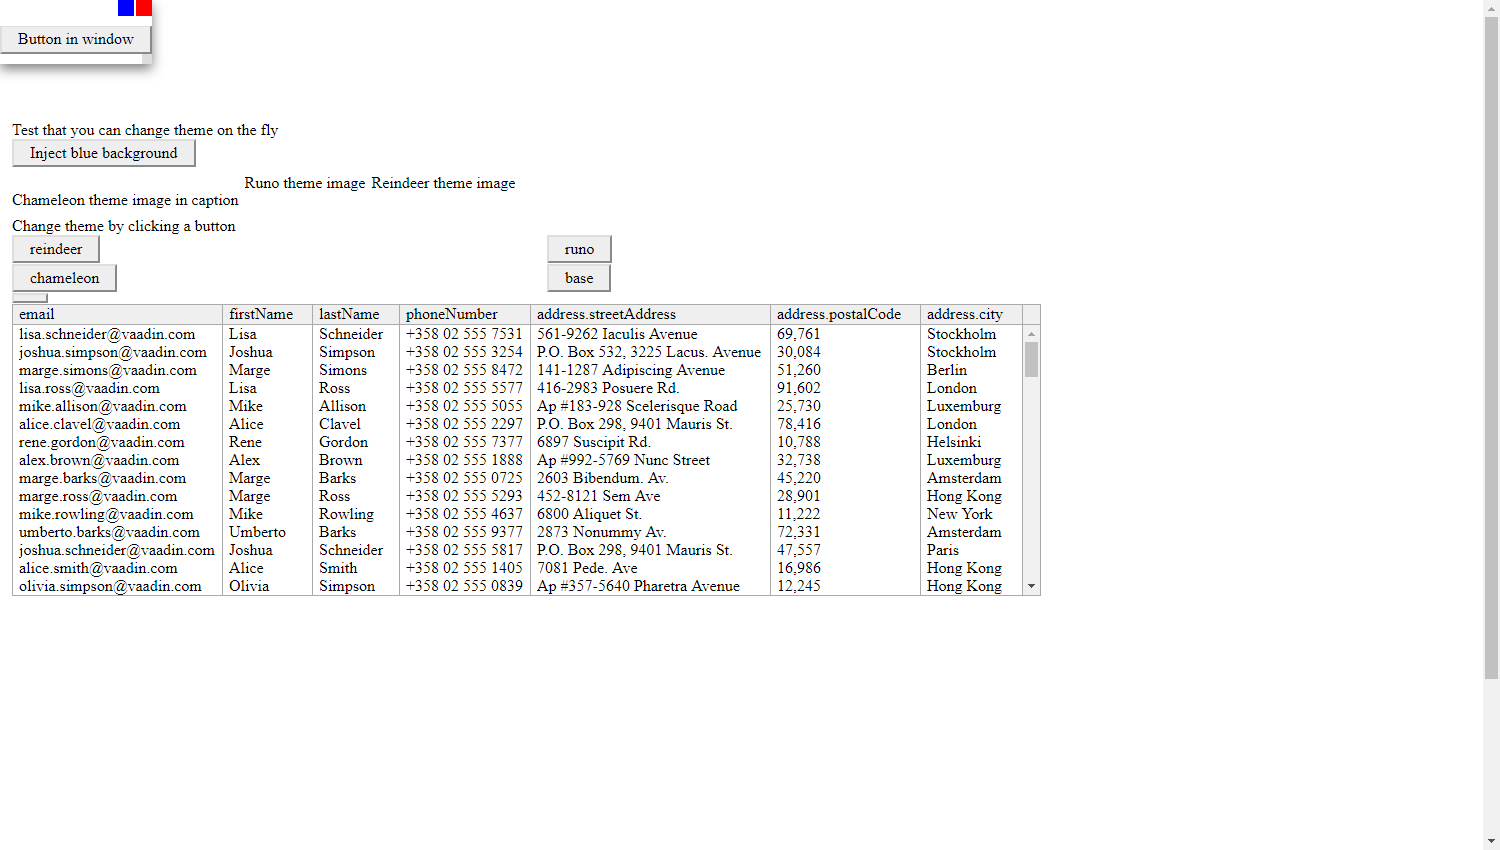 Button in window
Test that you can change theme on the fly
Inject blue background
Runo theme image Reindeer theme image
Chameleon theme image in caption
Change theme by clicking a button
reindeer runo
chameleon base
email firstName lastName phoneNumber address.streetAddress address.postalCode address.city
lisa.schneider@vaadin.com Lisa Schneider +358 02 555 7531 561-9262 Iaculis Avenue 69,761 Stockholm
joshua.simpson@vaadin.com Joshua Simpson +358 02 555 3254 P.O. Box 532, 3225 Lacus. Avenue 30,084 Stockholm
marge.simons@vaadin.com Marge Simons +358 02 555 8472 141-1287 Adipiscing Avenue 51,260 Berlin
lisa.ross@vaadin.com Lisa Ross +358 02 555 5577 416-2983 Posuere Rd. 91,602 London
mike.allison@vaadin.com Mike Allison +358 02 555 5055 Ap #183-928 Scelerisque Road 25,730 Luxemburg
alice.clavel@vaadin.com Alice Clavel +358 02 555 2297 P.O. Box 298, 9401 Mauris St. 78,416 London
rene.gordon@vaadin.com Rene Gordon +358 02 555 7377 6897 Suscipit Rd. 10,788 Helsinki
alex.brown@vaadin.com Alex Brown +358 02 555 1888 Ap #992-5769 Nunc Street 32,738 Luxemburg
marge.barks@vaadin.com Marge Barks +358 02 555 0725 2603 Bibendum. Av. 45,220 Amsterdam
marge.ross@vaadin.com Marge Ross +358 02 555 5293 452-8121 Sem Ave 28,901 Hong Kong
mike.rowling@vaadin.com Mike Rowling +358 02 555 4637 6800 Aliquet St. 11,222 New York
umberto.barks@vaadin.com Umberto Barks +358 02 555 9377 2873 Nonummy Av. 72,331 Amsterdam
joshua.schneider@vaadin.com Joshua Schneider +358 02 555 5817 P.O. Box 298, 9401 Mauris St. 47,557 Paris
alice.smith@vaadin.com Alice Smith +358 02 555 1405 7081 Pede. Ave 16,986 Hong Kong
olivia.simpson@vaadin.com Olivia Simpson +358 02 555 0839 Ap #357-5640 Pharetra Avenue 12,245 Hong Kong